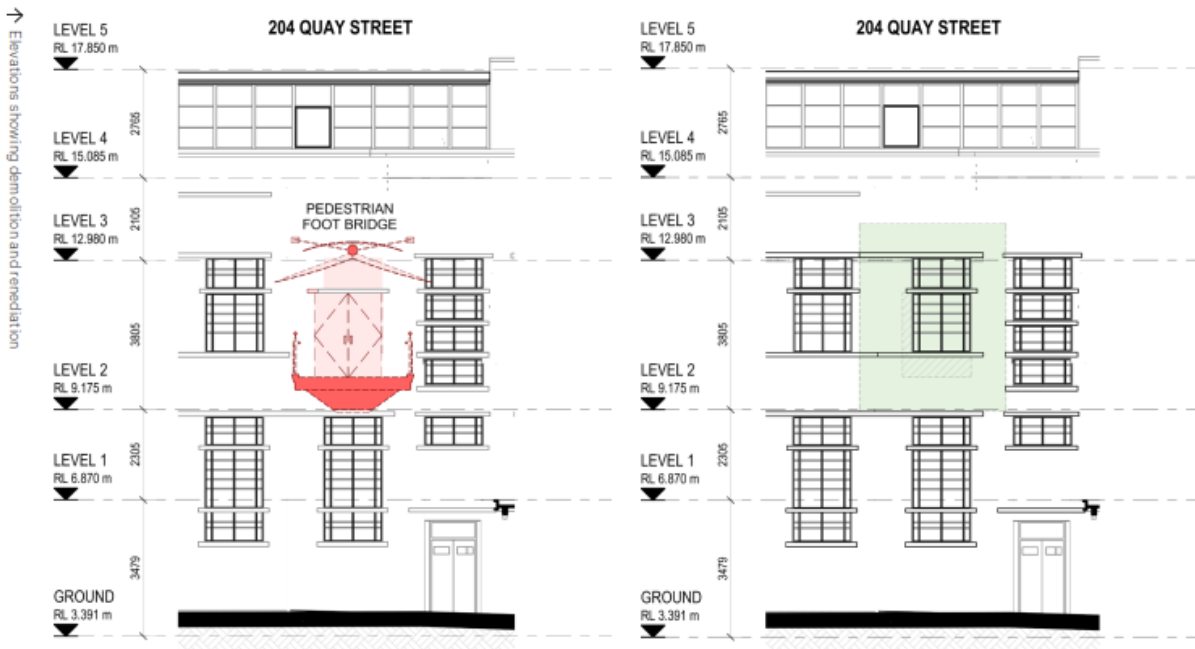 → Elevations showing demolition and renediation
204 QUAY STREET
LEVEL 5
RL 17.850 m
2765
LEVEL 4
RL 15.085 m
2105
LEVEL 3
RL 12.980 m
PEDESTRIAN
FOOT BRIDGE
3805
LEVEL 2
RL 9.175 m
2305
LEVEL 1
RL 6.870 m
3479
GROUND
RL 3.391 m
204 QUAY STREET
LEVEL 5
RL 17.850 m
2765
LEVEL 4
RL 15.085 m
2105
LEVEL 3
RL 12.980 m
3805
LEVEL 2
RL 9.175 m
2305
LEVEL 1
RL 6.870 m
3479
GROUND
RL 3.391 m